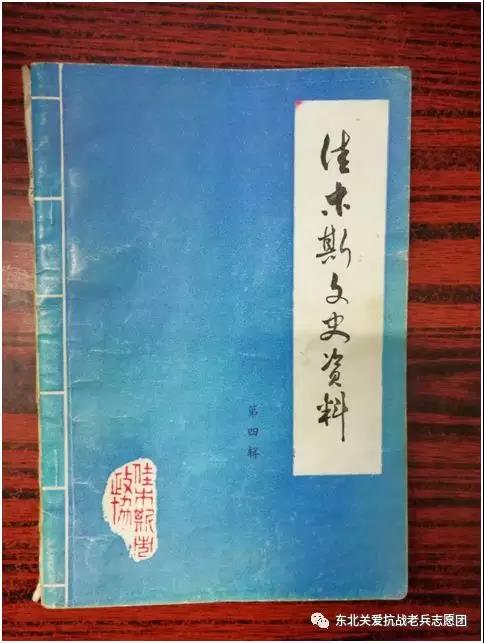 佳木斯文史资料
第四辑
佳木斯市
政协
东北关爱抗战老兵志愿团